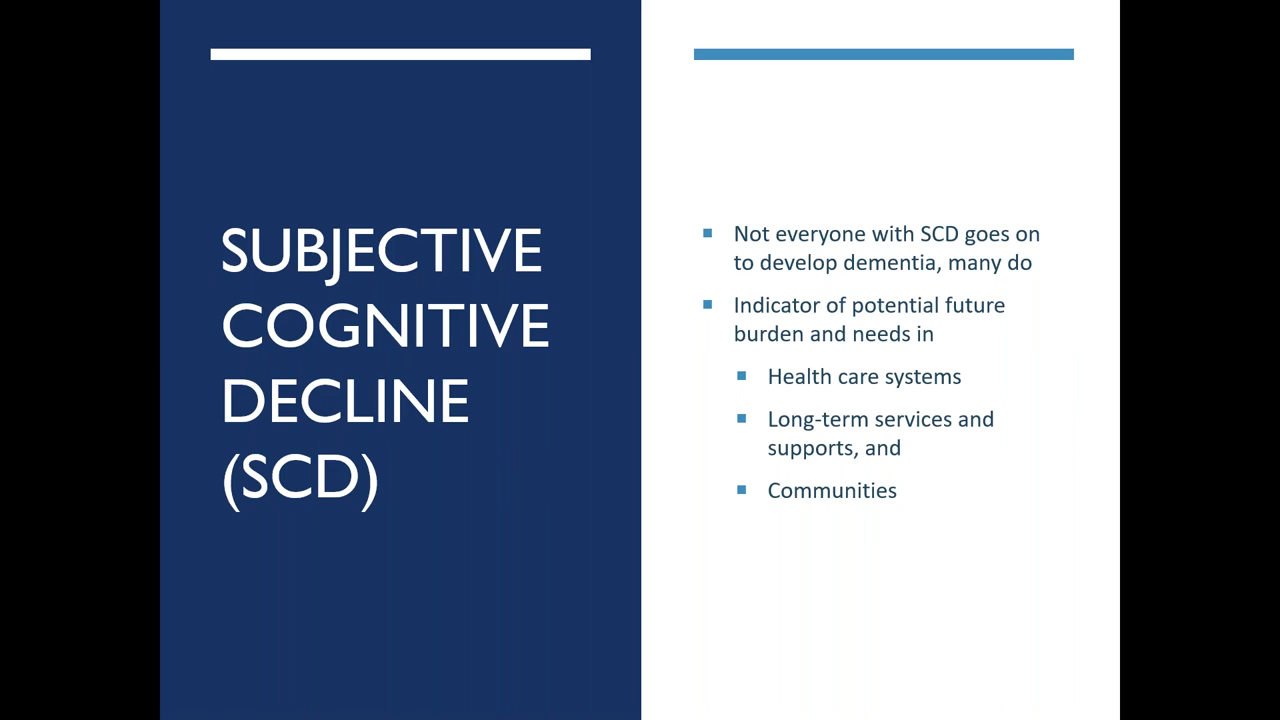 SUBJECTIVE
COGNITIVE
DECLINE
(SCD)
Not everyone with SCD goes on
to develop dementia, many do
Indicator of potential future
burden and needs in
Health care systems
Long-term services and
supports, and
Communities